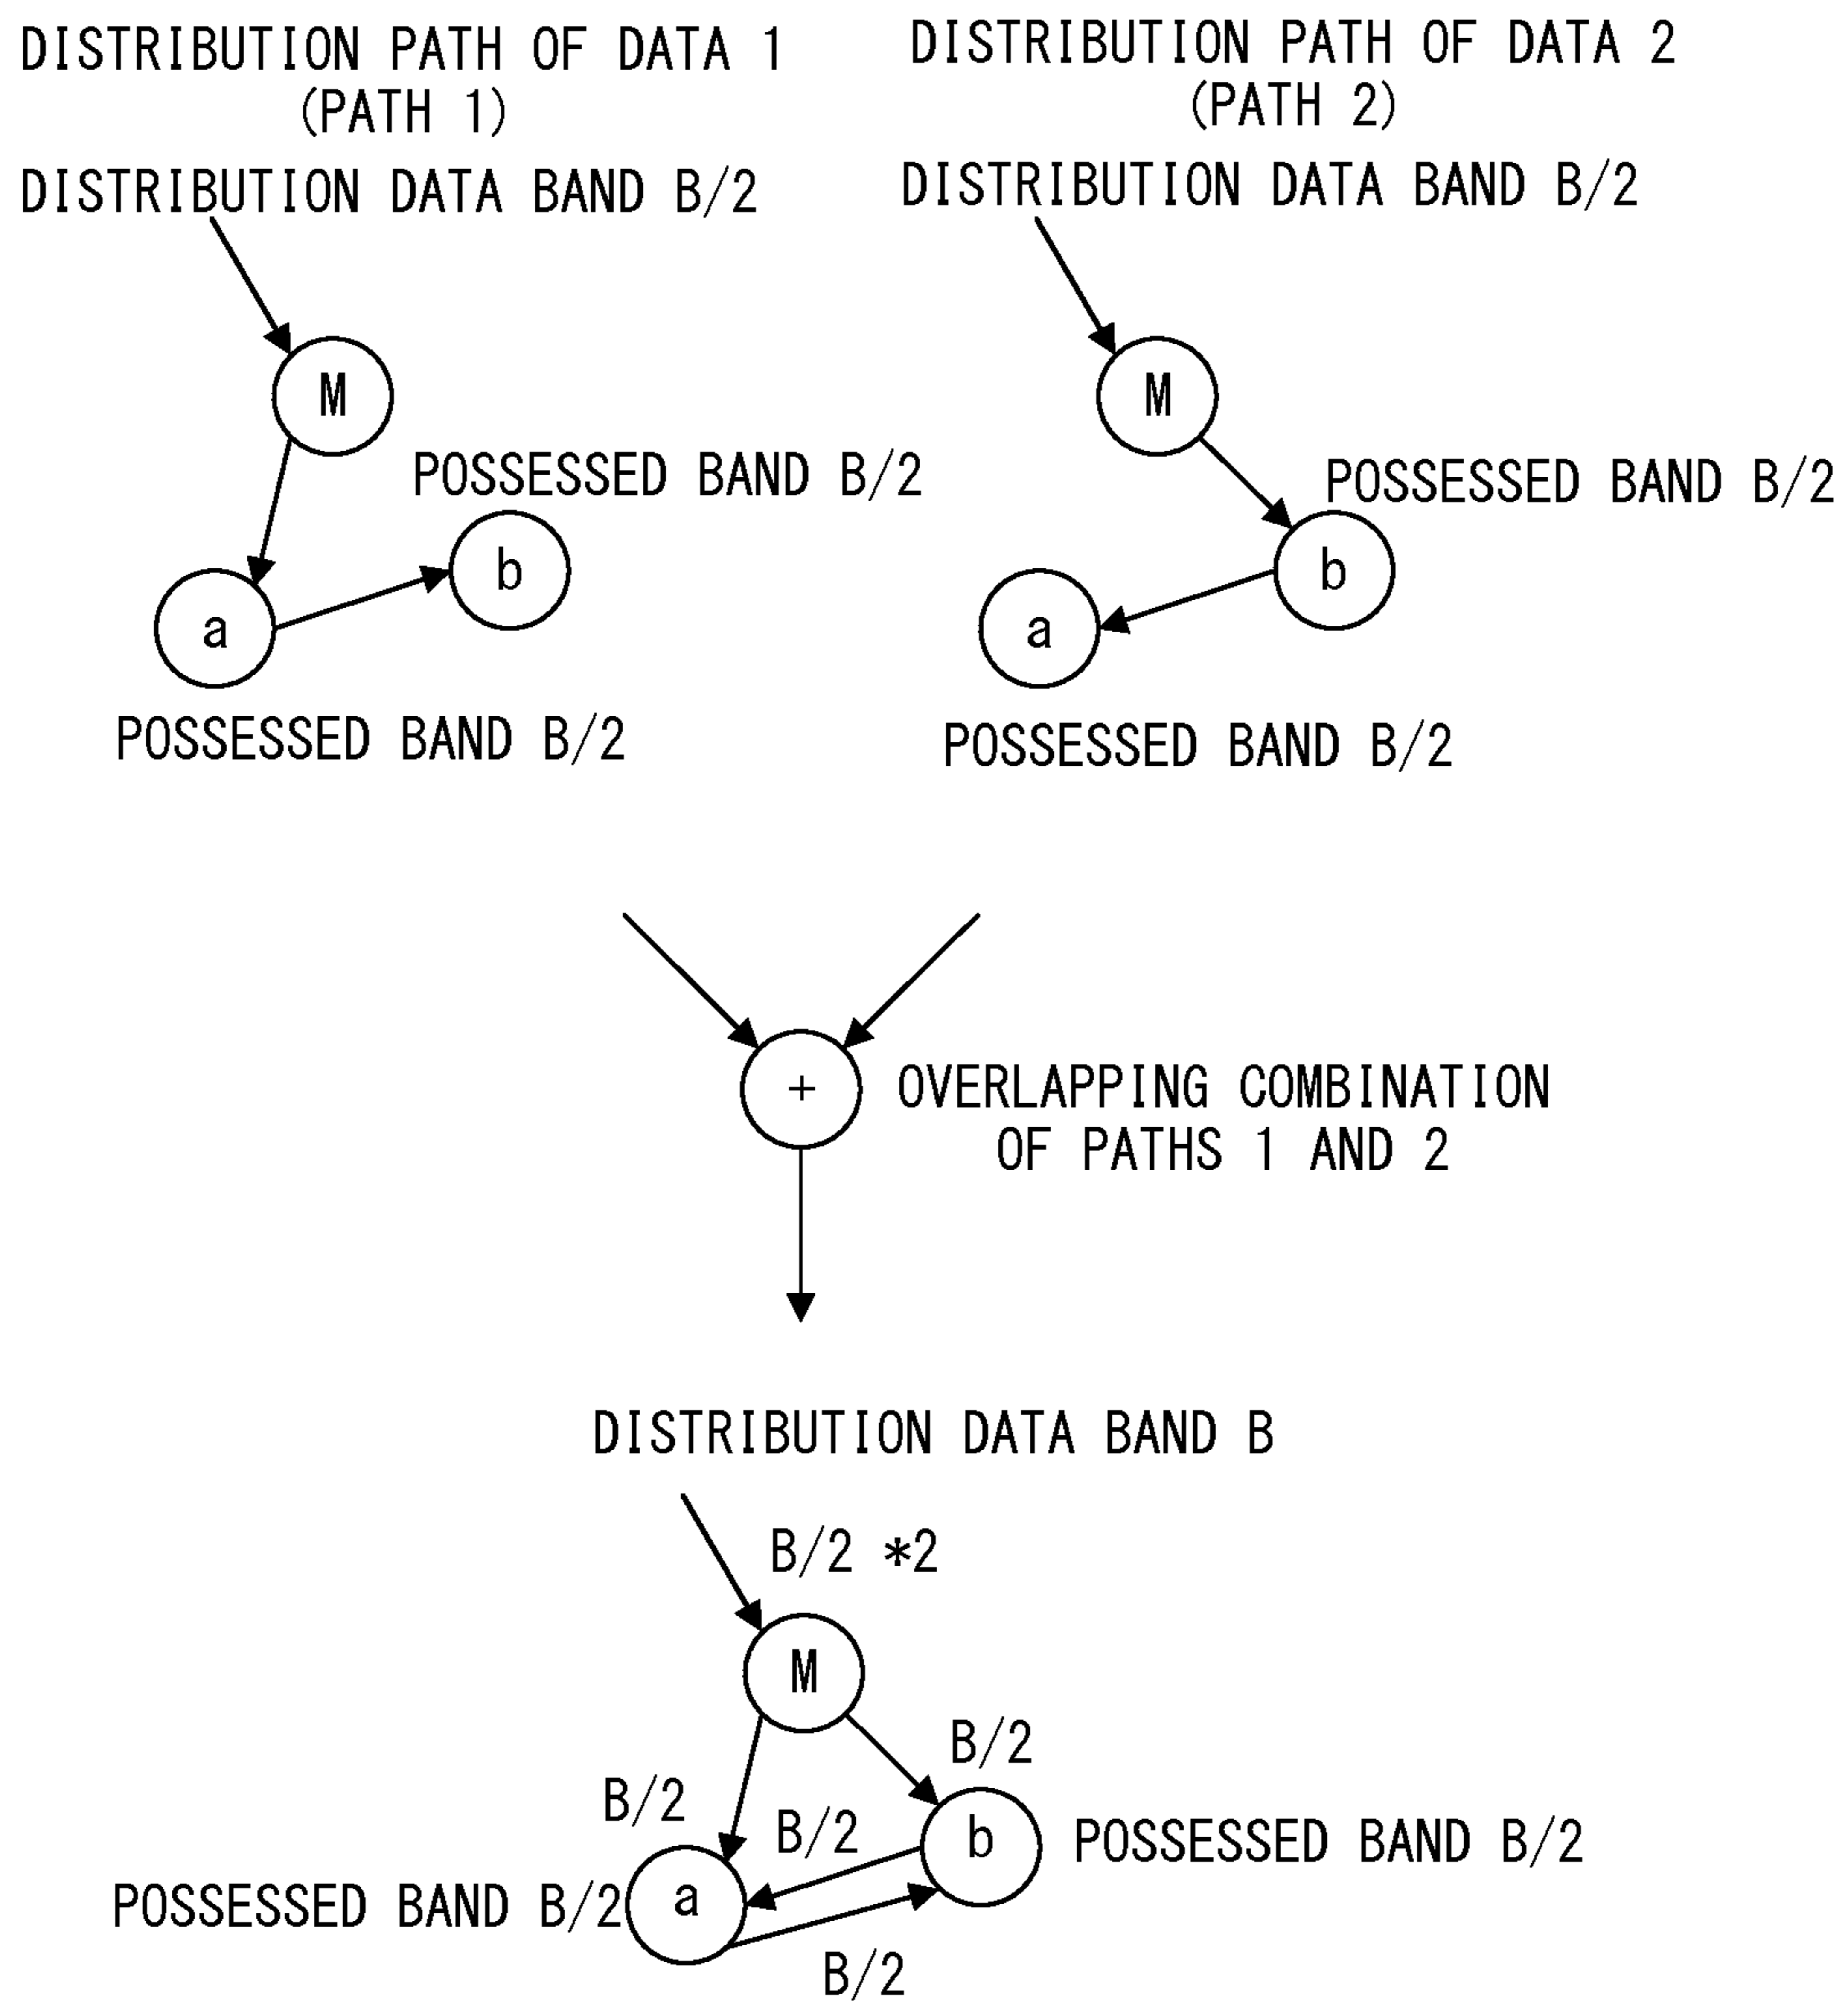 DISTRIBUTION PATH OF DATA 1
(PATH 1)
DISTRIBUTION DATA BAND B/2
M
POSSESSED BAND B/2
b
a
POSSESSED BAND B/2
DISTRIBUTION PATH OF DATA 2
(PATH 2)
DISTRIBUTION DATA BAND B/2
M
POSSESSED BAND B/2
b
a
POSSESSED BAND B/2
+
OVERLAPPING COMBINATION
OF PATHS 1 AND 2
DISTRIBUTION DATA BAND B
B/2 *2
M
B/2
B/2
B/2
b
POSSESSED BAND B/2
POSSESSED BAND B/2
a
B/2